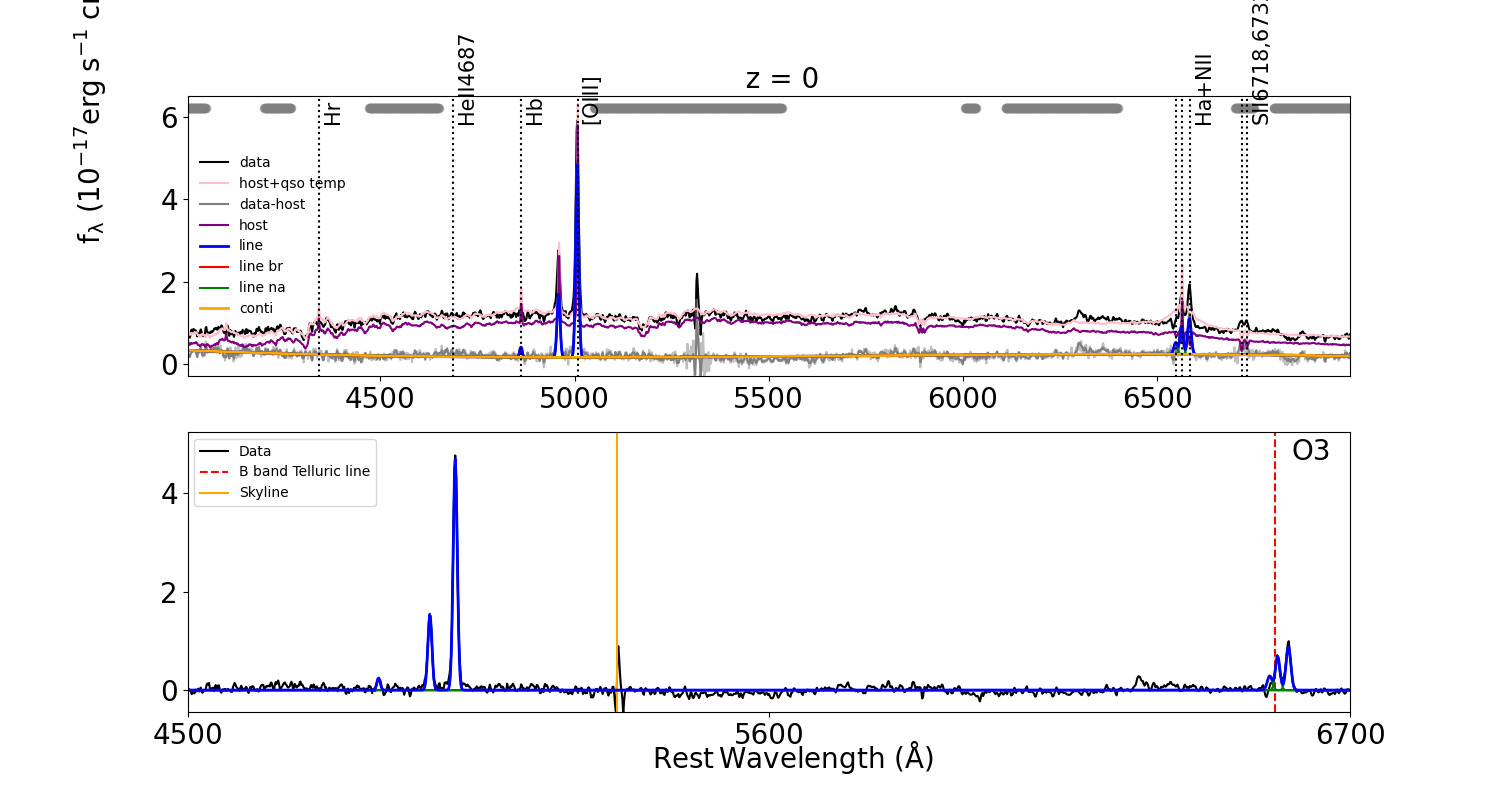 z = 0
f_λ (10^−17 erg s^−1
Hr
HeII4687
Hb
[OIII]
Ha+NII
SII6718,673
6
4
2
0
data
host+qso temp
data-host
host
line
line br
line na
conti
4500 5000 5500 6000 6500
Data
B band Telluric line
Skyline
O3
4
2
0
4500 5600 6700
Rest Wavelength (Å)